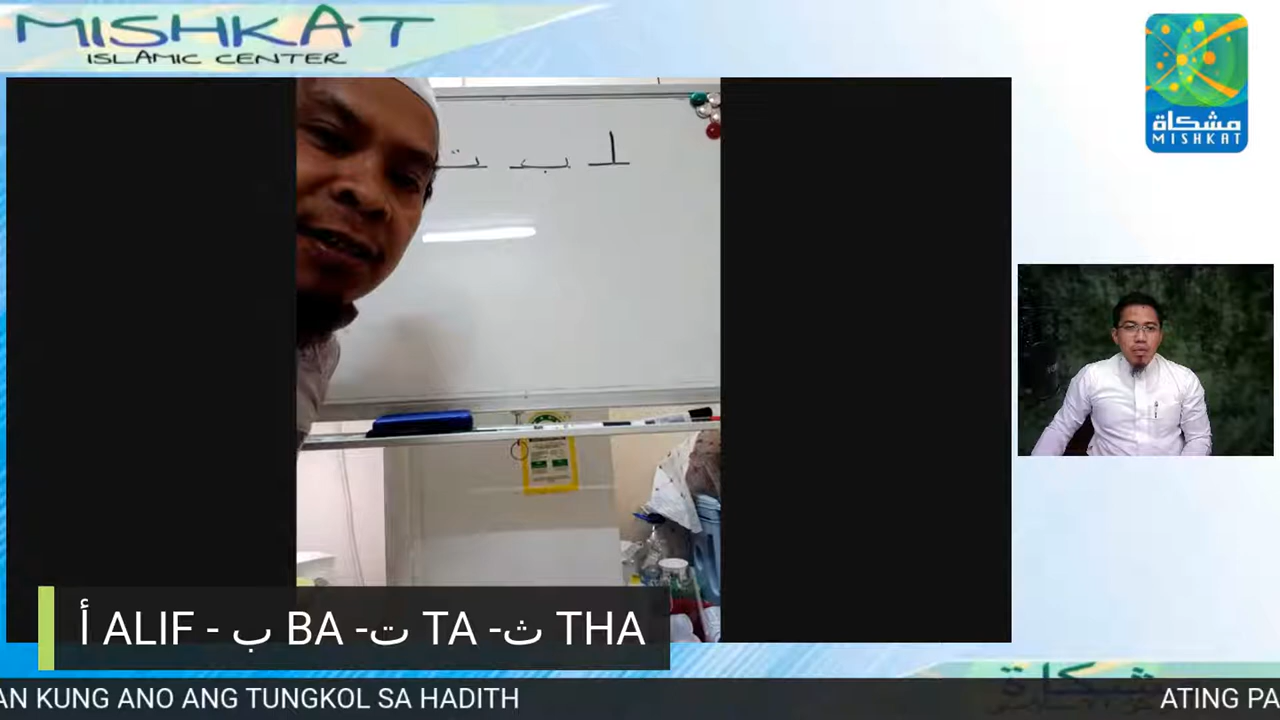 MISHKAT
ISLAMIC CENTER
مشكاة
MISHKAT
ا ب ت
أ ALIF - ب BA -ت TA -ث THA
AN KUNG ANO ANG TUNGKOL SA HADITH
ATING PA